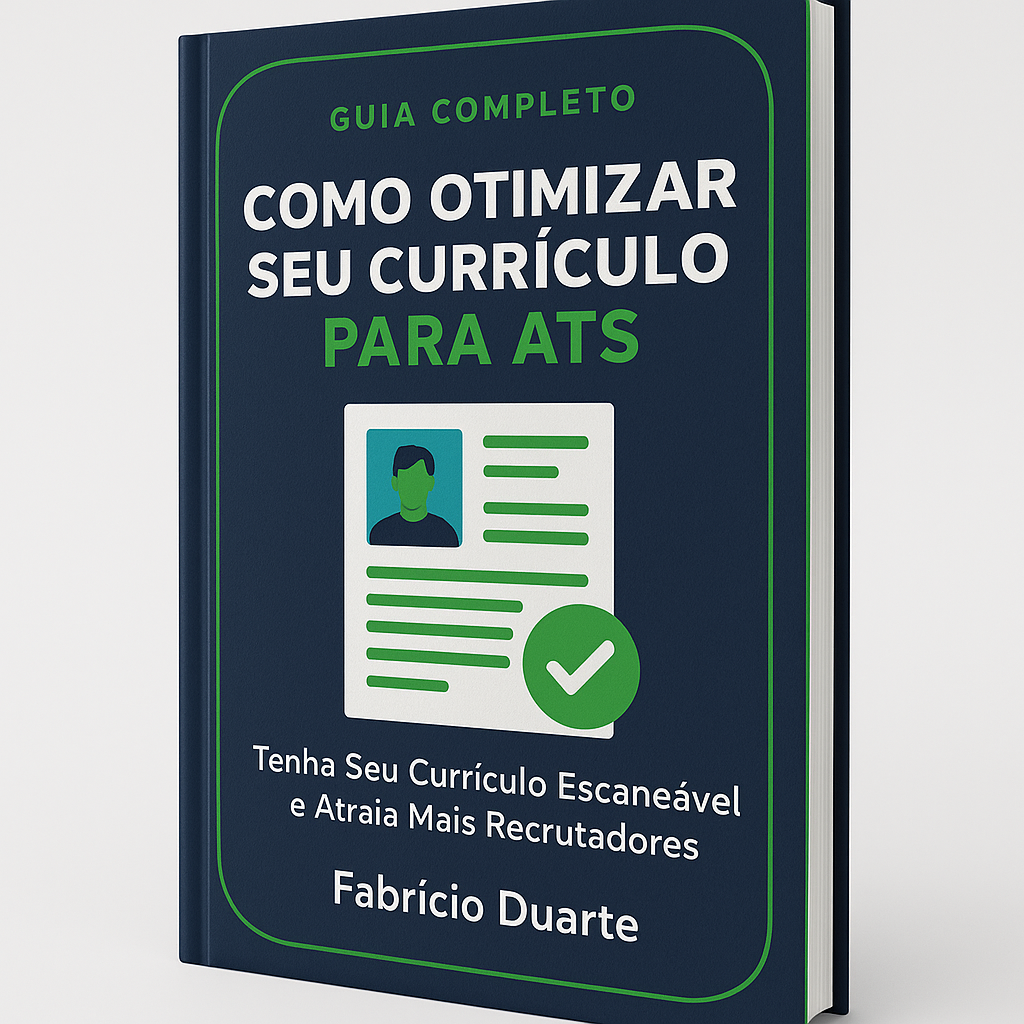 GUIA COMPLETO
COMO OTIMIZAR
SEU CURRÍCULO
PARA ATS
Tenha Seu Currículo Escaneável
e Atraia Mais Recrutadores
Fabrício Duarte